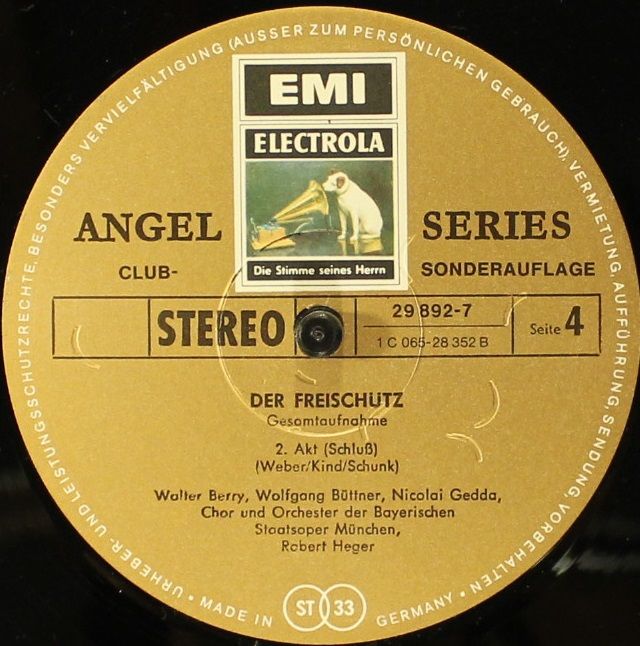 URHEBER- UND LEISTUNGSSCHUTZRECHTE, BESONDERS VERVIELFÄLTIGUNG (AUSSER ZUM PERSÖNLICHEN GEBRAUCH), VERMIETUNG, AUFFÜHRUNG, SENDUNG, VORBEHALTEN
EMI
ELECTROLA
Die Stimme seines Herrn
ANGEL SERIES
CLUB- SONDERAUFLAGE
STEREO
29 892-7
1 C 065-28 352 B
Seite 4
DER FREISCHÜTZ
Gesamtaufnahme
2. Akt (Schluß)
(Weber/Kind/Schunk)
Walter Berry, Wolfgang Büttner, Nicolai Gedda,
Chor und Orchester der Bayerischen
Staatsoper München,
Robert Heger
• MADE IN ST 33 GERMANY •